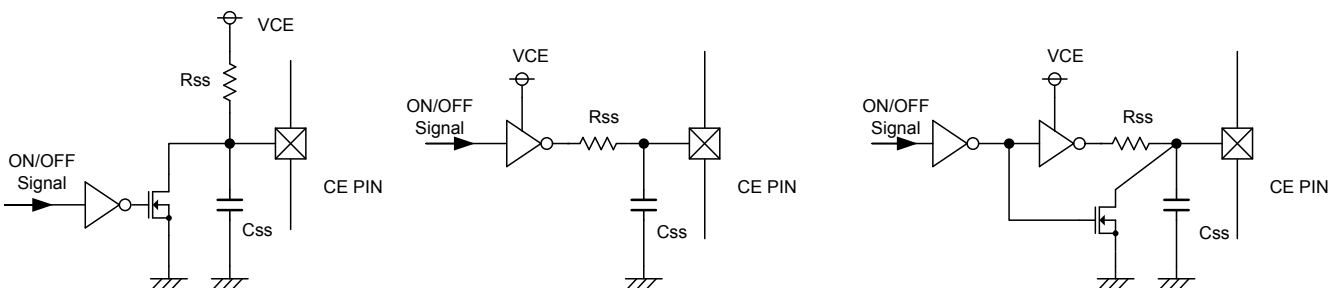 VCE
Rss
ON/OFF
Signal
CE PIN
Css
VCE
ON/OFF
Signal
Rss
CE PIN
Css
VCE
ON/OFF
Signal
Rss
CE PIN
Css